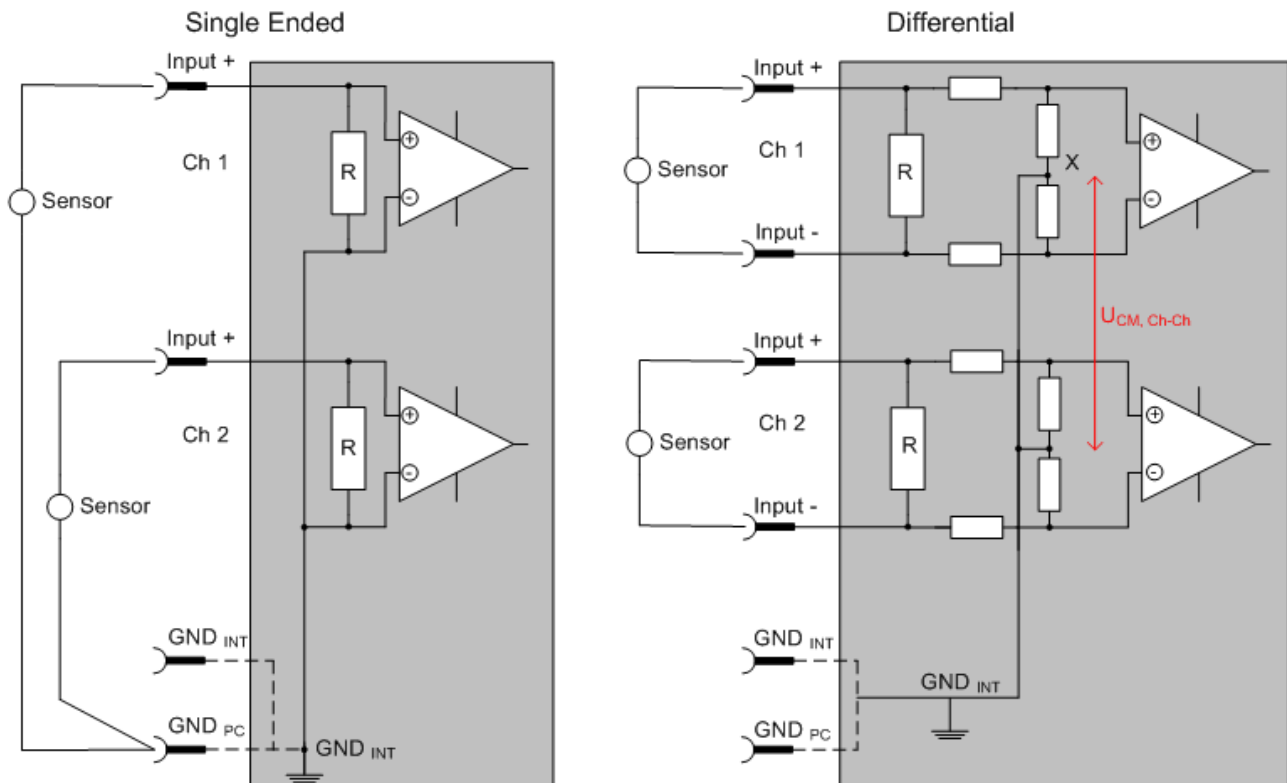 Single Ended
Input +
Ch 1
R
+
-
Sensor
Input +
Ch 2
R
+
-
Sensor
GND INT
GND PC
GND INT
Differential
Input +
Ch 1
R
X
+
-
Sensor
Input -
UCM, Ch-Ch
Input +
Ch 2
R
+
-
Sensor
Input -
GND INT
GND INT
GND PC